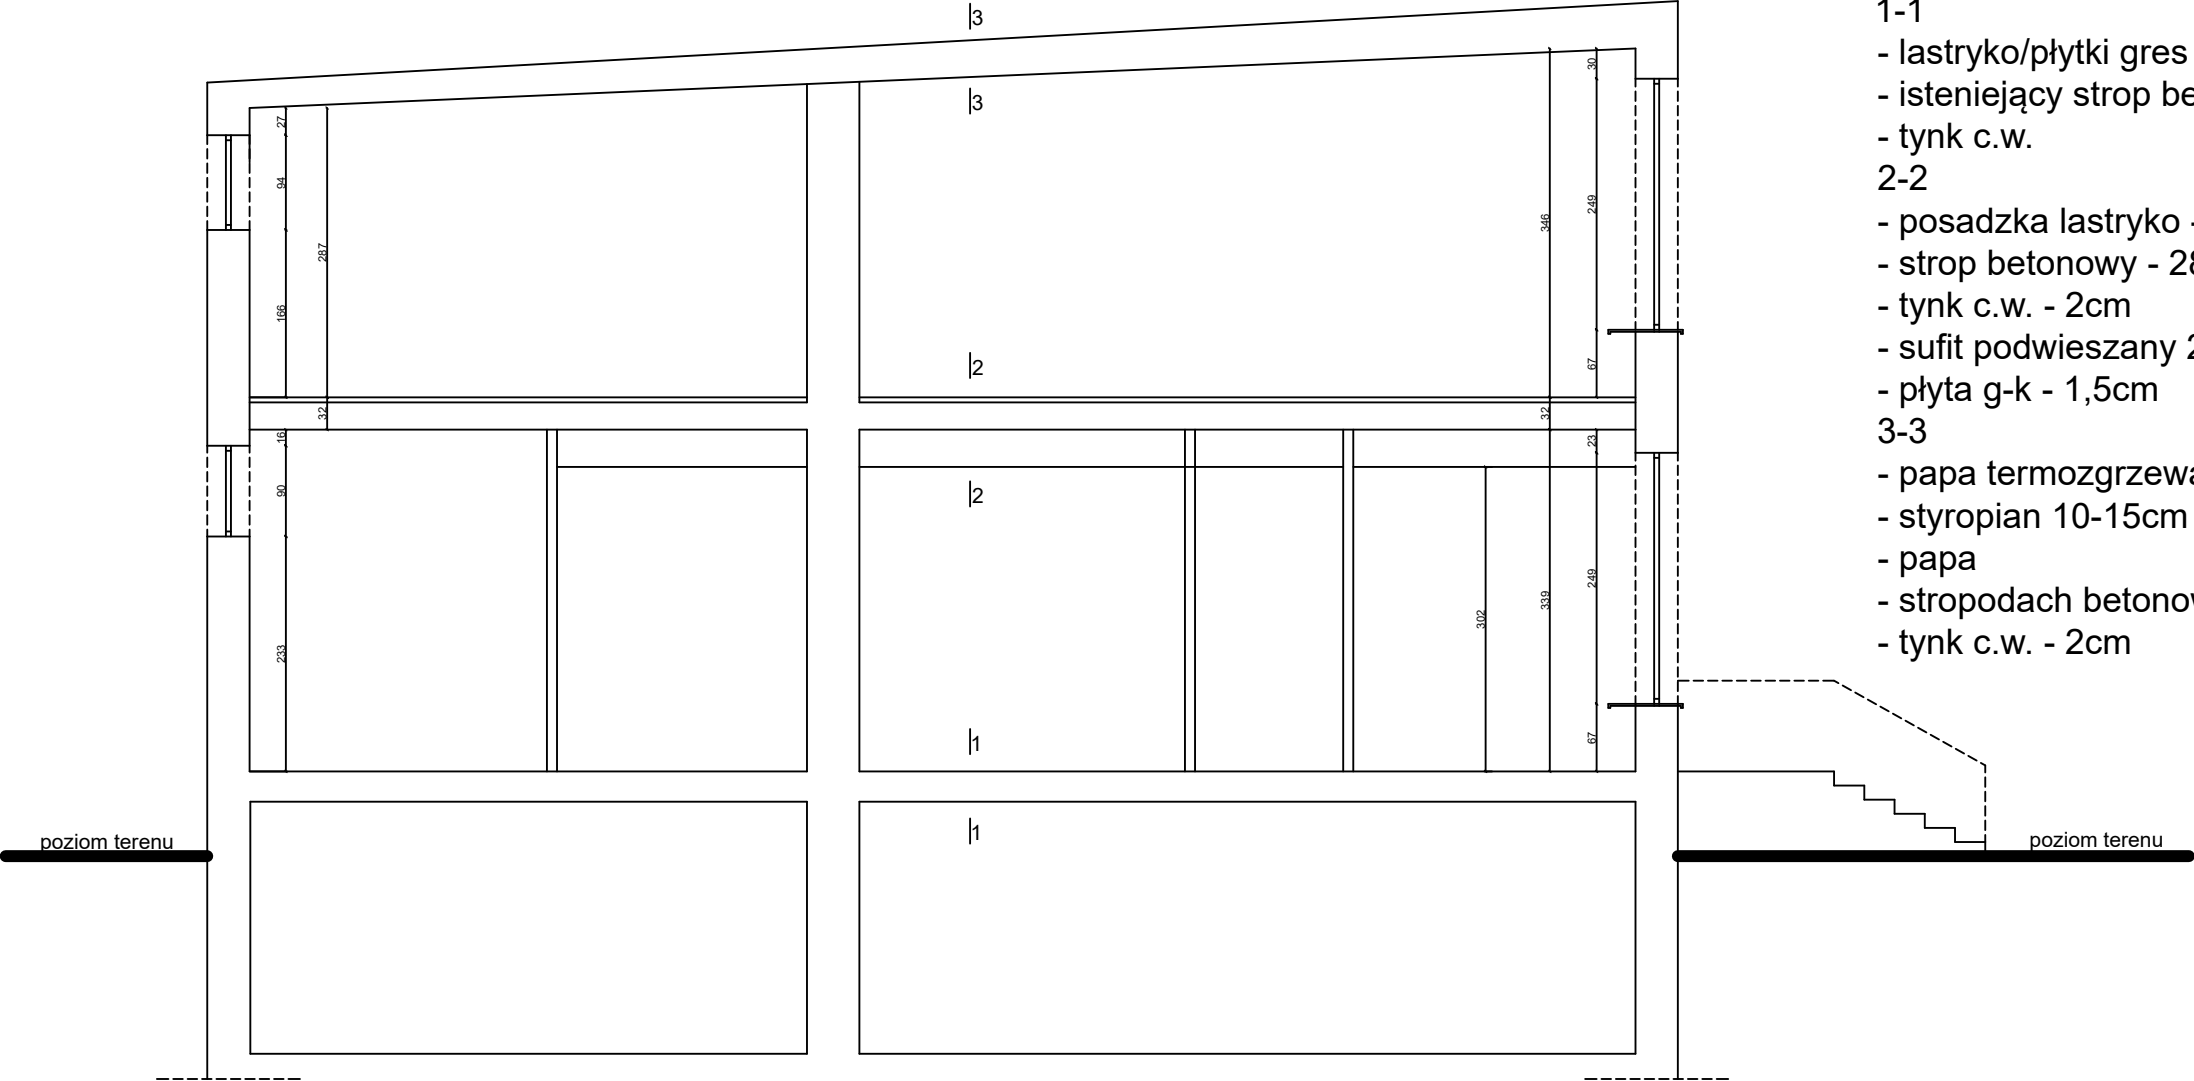 3
3
2
2
1
1
27
94
166
287
32
16
90
233
30
249
346
67
32
23
249
339
302
67
poziom terenu
poziom terenu
1-1
- lastryko/płytki gres
- isteniejący strop be
- tynk c.w.
2-2
- posadzka lastryko -
- strop betonowy - 28
- tynk c.w. - 2cm
- sufit podwieszany 2
- płyta g-k - 1,5cm
3-3
- papa termozgrzewa
- styropian 10-15cm
- papa
- stropodach betonow
- tynk c.w. - 2cm